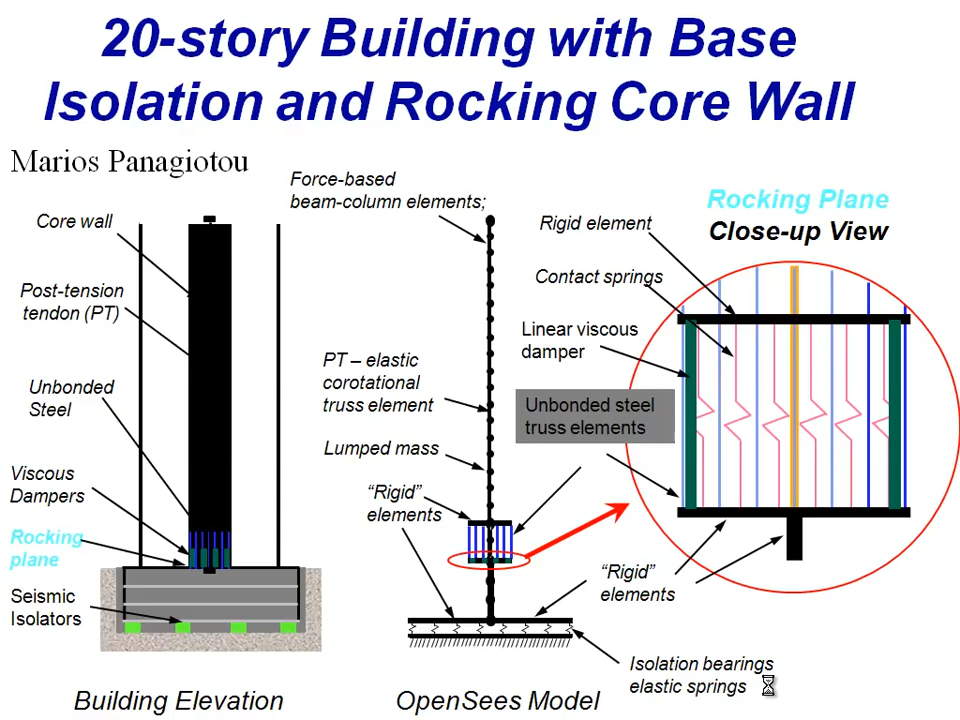 20-story Building with Base
Isolation and Rocking Core Wall
Marios Panagiotou
Core wall
Post-tension
tendon (PT)
Unbonded
Steel
Viscous
Dampers
Rocking
plane
Seismic
Isolators
Building Elevation
Force-based
beam-column elements;
PT – elastic
corotational
truss element
Lumped mass
“Rigid”
elements
OpenSees Model
Unbonded steel
truss elements
“Rigid”
elements
Isolation bearings
elastic springs
Rocking Plane
Close-up View
Rigid element
Contact springs
Linear viscous
damper